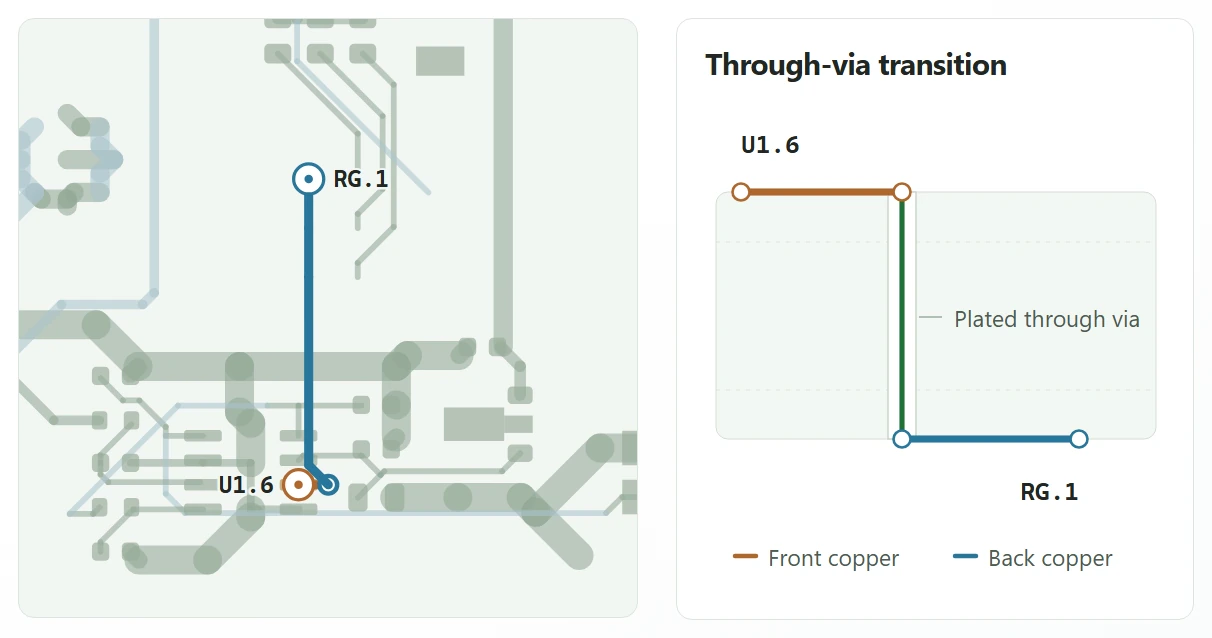 RG.1
U1.6
Through-via transition
U1.6
Plated through via
RG.1
Front copper
Back copper